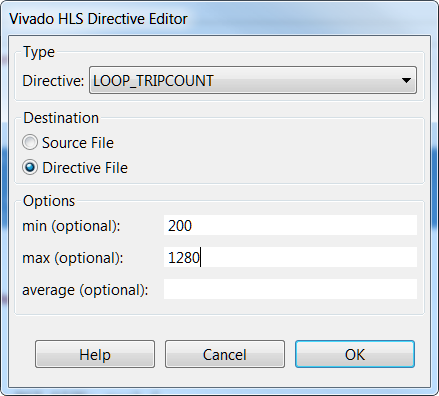 Vivado HLS Directive Editor
Type
Directive: LOOP_TRIPCOUNT
Destination
Source File
Directive File
Options
min (optional): 200
max (optional): 1280
average (optional):
Help Cancel OK